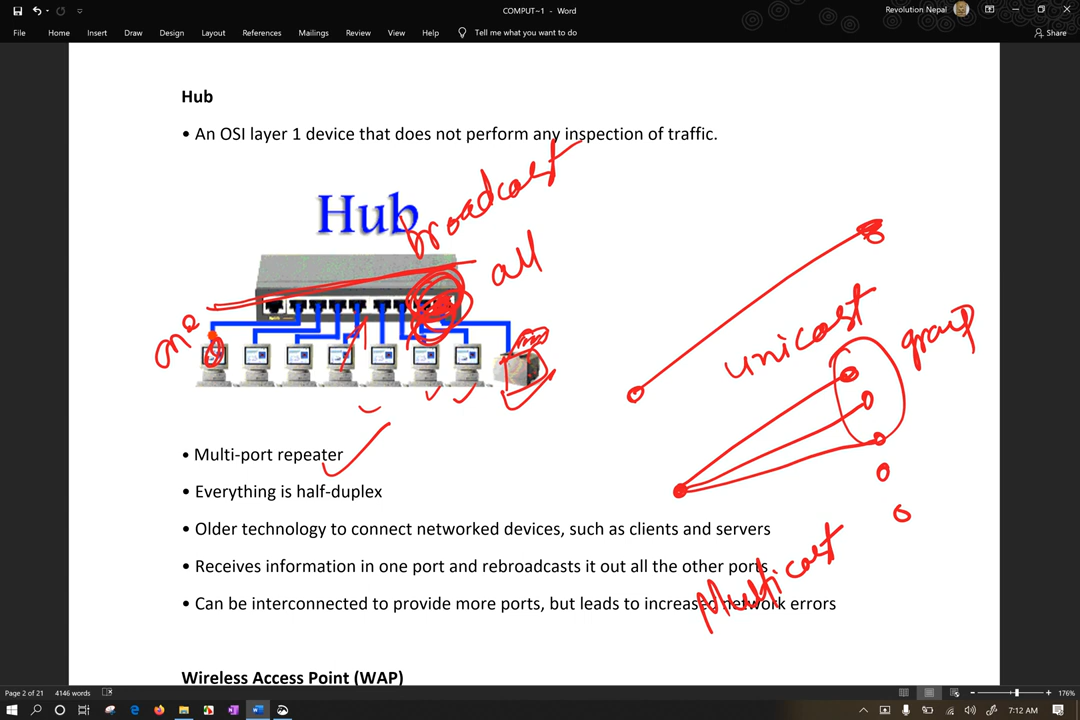 COMPUT~1 - Word
Revolution Nepal
File Home Insert Draw Design Layout References Mailings Review View Help Tell me what you want to do
Share
Hub
• An OSI layer 1 device that does not perform any inspection of traffic.
Hub
broadcast
all
one
unicast
group
• Multi-port repeater
• Everything is half-duplex
• Older technology to connect networked devices, such as clients and servers
• Receives information in one port and rebroadcasts it out all the other ports
• Can be interconnected to provide more ports, but leads to increased network errors
Multicast
Wireless Access Point (WAP)
Page 2 of 21 4146 words
176%
7:12 AM